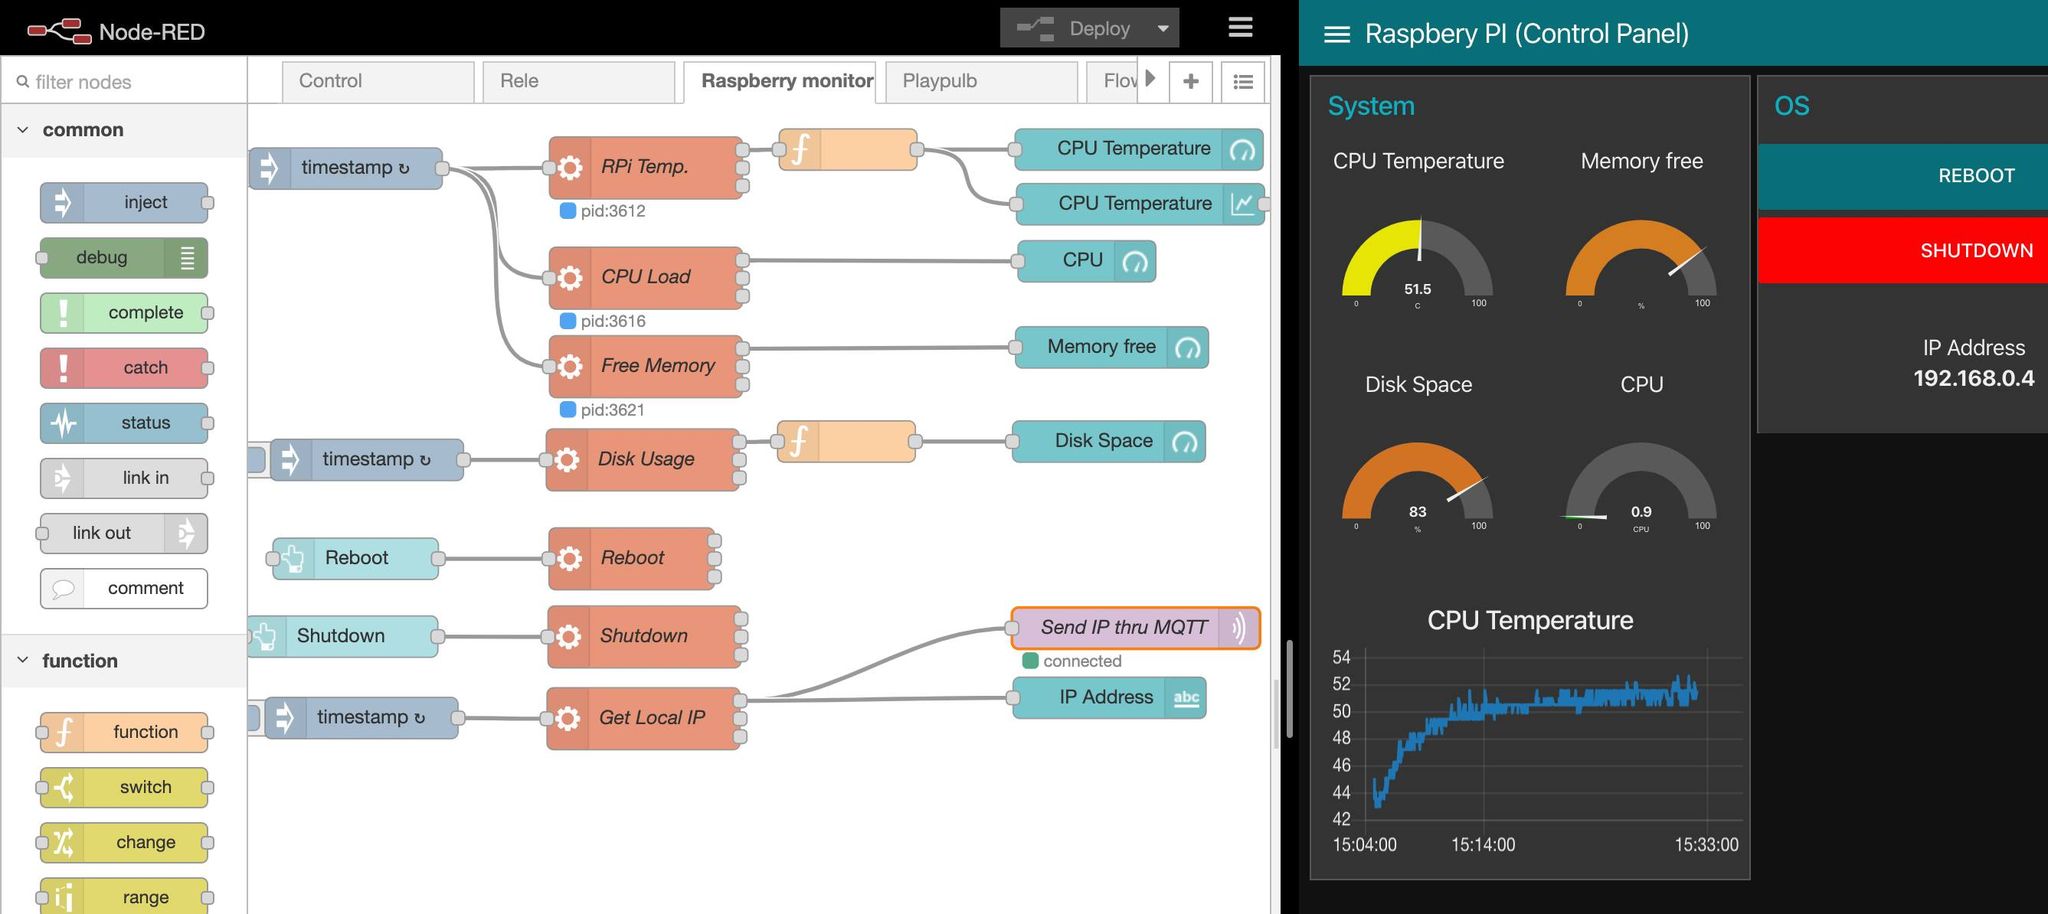 Node-RED
Deploy
filter nodes
common
inject
debug
complete
catch
status
link in
link out
comment
function
function
switch
change
range
Control
Rele
Raspberry monitor
Playpulb
Flow
timestamp ↻
RPi Temp.
pid:3612
CPU Temperature
CPU Temperature
CPU Load
pid:3616
CPU
Free Memory
pid:3621
Memory free
timestamp ↻
Disk Usage
Disk Space
Reboot
Reboot
Shutdown
Shutdown
Send IP thru MQTT
connected
timestamp ↻
Get Local IP
IP Address
abc
Raspbery PI (Control Panel)
System
CPU Temperature
51.5
C
0
100
Memory free
%
0
100
Disk Space
83
%
0
100
CPU
0.9
CPU
0
100
CPU Temperature
54
52
50
48
46
44
42
15:04:00 15:14:00 15:33:00
OS
REBOOT
SHUTDOWN
IP Address
192.168.0.4